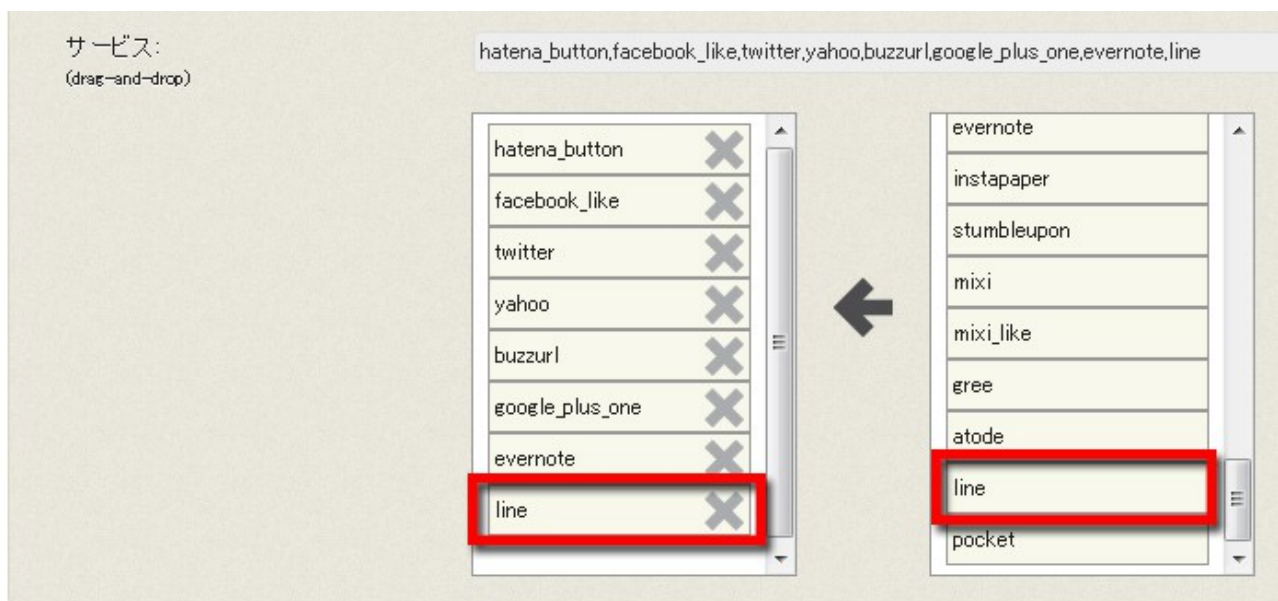 サービス:
(drag-and-drop)
hatena_button,facebook_like,twitter,yahoo,buzzurl,google_plus_one,evernote,line
hatena_button
facebook_like
twitter
yahoo
buzzurl
google_plus_one
evernote
line
evernote
instapaper
stumbleupon
mixi
mixi_like
gree
atode
line
pocket